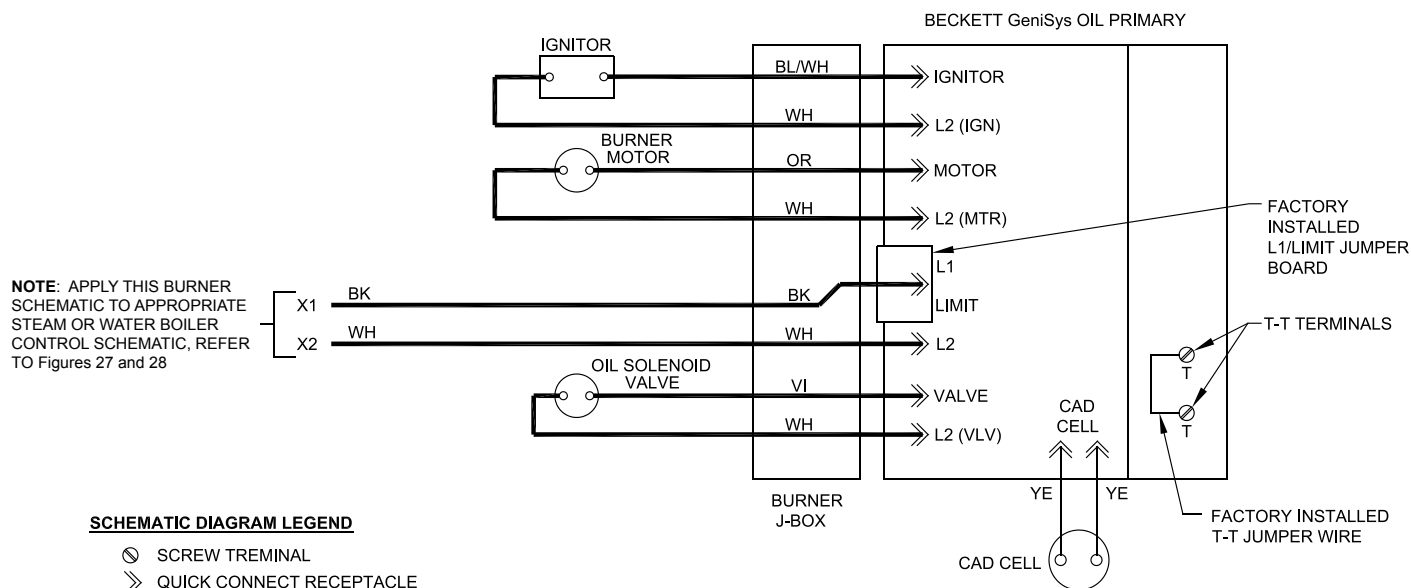 BECKETT GeniSys OIL PRIMARY
IGNITOR
BL/WH
IGNITOR
WH
L2 (IGN)
BURNER
MOTOR
OR
MOTOR
WH
L2 (MTR)
FACTORY
INSTALLED
L1/LIMIT JUMPER
BOARD
L1
LIMIT
NOTE: APPLY THIS BURNER
SCHEMATIC TO APPROPRIATE
STEAM OR WATER BOILER
CONTROL SCHEMATIC, REFER
TO Figures 27 and 28
X1
BK
BK
X2
WH
WH
L2
T-T TERMINALS
T
T
OIL SOLENOID
VALVE
VI
VALVE
WH
L2 (VLV)
CAD
CELL
YE
YE
BURNER
J-BOX
FACTORY INSTALLED
T-T JUMPER WIRE
CAD CELL
SCHEMATIC DIAGRAM LEGEND
SCREW TREMINAL
QUICK CONNECT RECEPTACLE